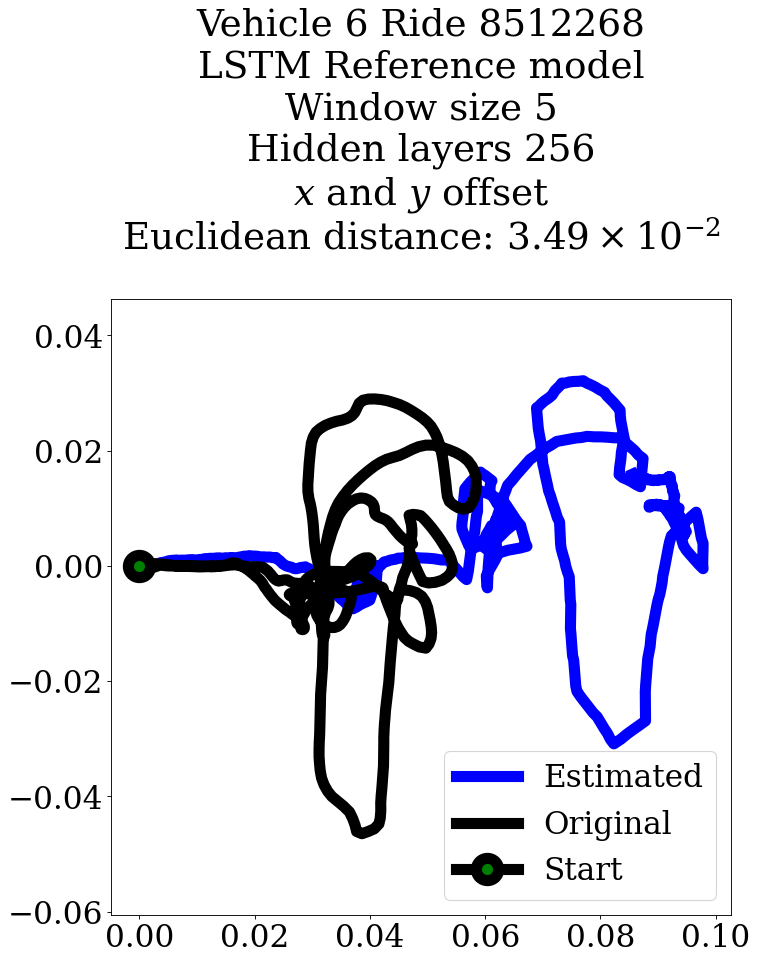 Vehicle 6 Ride 8512268
LSTM Reference model
Window size 5
Hidden layers 256
x and y offset
Euclidean distance: 3.49 × 10⁻²
0.04
0.02
0.00
−0.02
−0.04
−0.06
Estimated
Original
Start
0.00 0.02 0.04 0.06 0.08 0.10